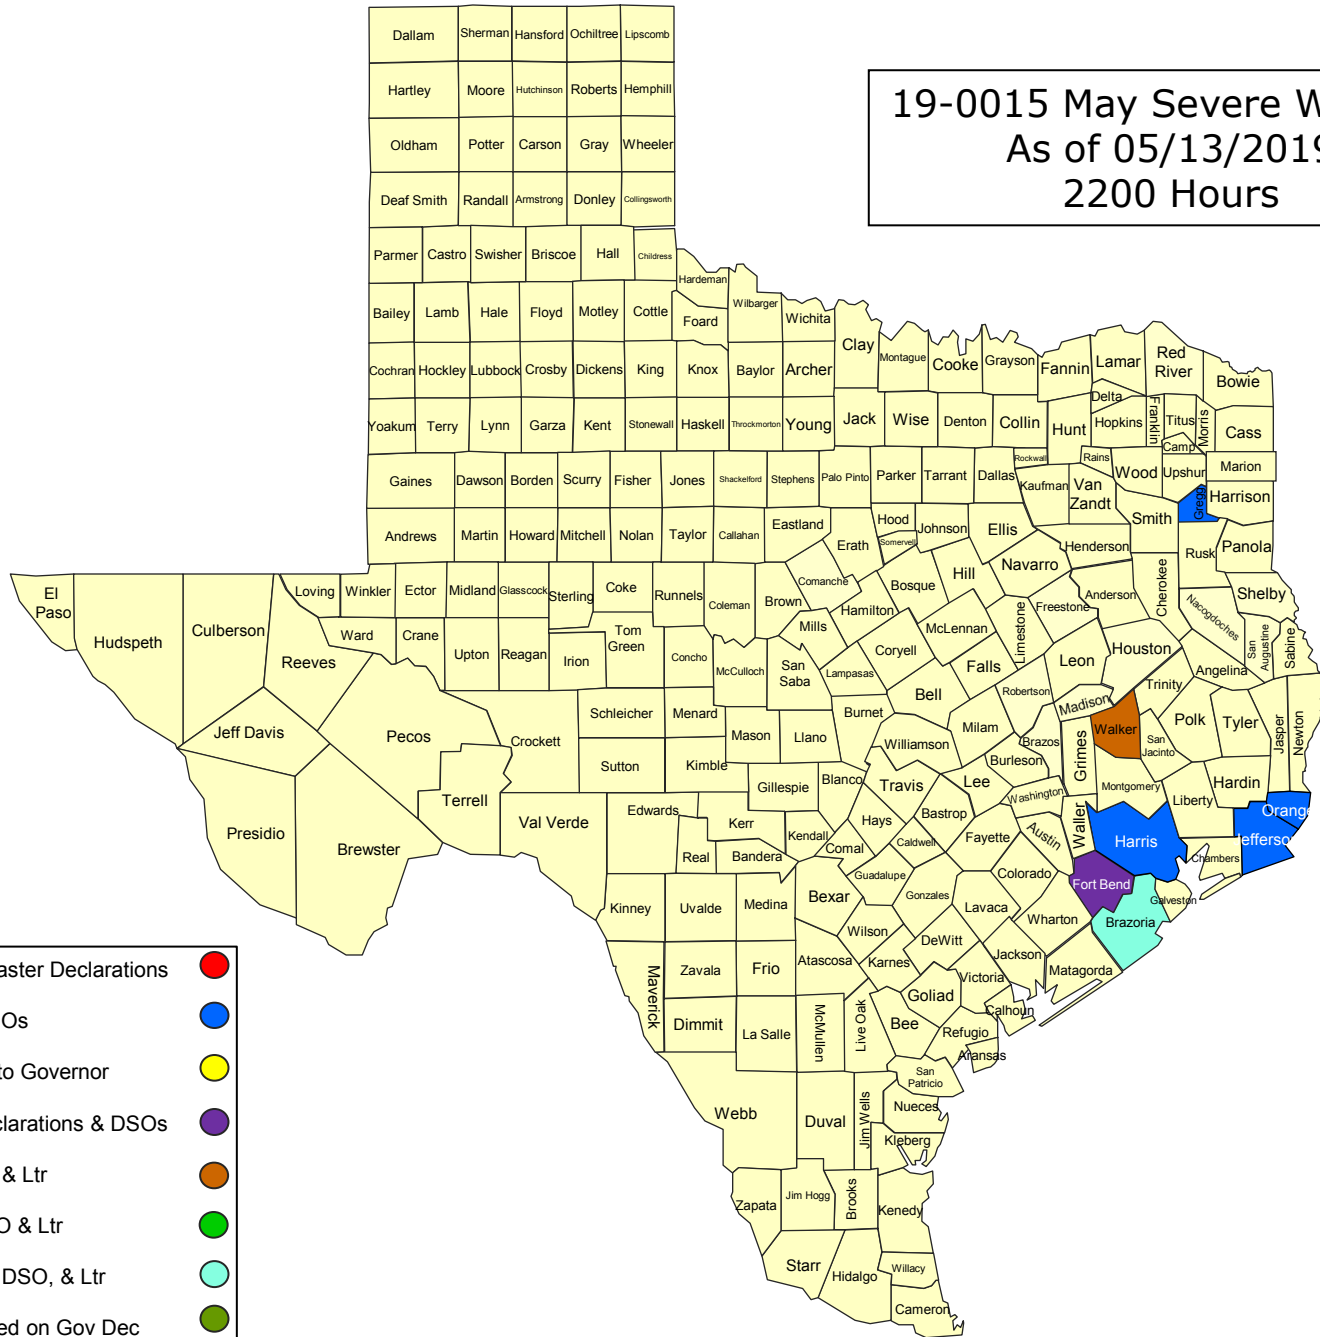 19-0015 May Severe W
As of 05/13/2019
2200 Hours
Dallam Sherman Hansford Ochiltree Lipscomb
Hartley Moore Hutchinson Roberts Hemphill
Oldham Potter Carson Gray Wheeler
Deaf Smith Randall Armstrong Donley Collingsworth
Parmer Castro Swisher Briscoe Hall Childress
Hardeman
Bailey Lamb Hale Floyd Motley Cottle Foard Wilbarger Wichita
Clay Montague Cooke Grayson Fannin Lamar Red River Bowie
Cochran Hockley Lubbock Crosby Dickens King Knox Baylor Archer
Delta
Yoakum Terry Lynn Garza Kent Stonewall Haskell Throckmorton Young Jack Wise Denton Collin Hunt Hopkins Franklin Titus Morris Cass
Camp
Rockwall Rains Wood Upshur Marion
Gaines Dawson Borden Scurry Fisher Jones Shackelford Stephens Palo Pinto Parker Tarrant Dallas Kaufman Van Zandt Gregg Harrison
Andrews Martin Howard Mitchell Nolan Taylor Callahan Eastland Erath Hood Somervell Johnson Ellis Henderson Smith Rusk Panola
El Paso Hudspeth Culberson Loving Winkler Ector Midland Glasscock Sterling Coke Runnels Coleman Brown Comanche Hamilton Bosque Hill Navarro Freestone Anderson Cherokee Nacogdoches Shelby
Reeves Ward Crane Upton Reagan Irion Tom Green Concho McCulloch San Saba Mills Lampasas Coryell McLennan Limestone Falls Leon Houston Angelina San Augustine Sabine
Jeff Davis Pecos Crockett Schleicher Menard Mason Llano Burnet Bell Milam Robertson Madison Trinity Walker San Jacinto Polk Tyler Jasper Newton
Sutton Kimble Gillespie Blanco Williamson Travis Lee Burleson Brazos Grimes Washington Montgomery Liberty Hardin Orange
Presidio Brewster Terrell Val Verde Edwards Kerr Real Bandera Kendall Comal Hays Caldwell Bastrop Fayette Austin Waller Harris Chambers Jefferso
Kinney Uvalde Medina Bexar Guadalupe Gonzales Lavaca Colorado Wharton Fort Bend Brazoria Galveston
Maverick Zavala Frio Atascosa Wilson Karnes DeWitt Jackson Matagorda
Dimmit La Salle McMullen Live Oak Bee Goliad Victoria Calhoun Refugio Aransas
San Patricio
Webb Duval Jim Wells Nueces
Kleberg
Zapata Jim Hogg Brooks Kenedy
Starr Hidalgo Willacy
Cameron
aster Declarations
Os
to Governor
clarations & DSOs
& Ltr
O & Ltr
DSO, & Ltr
ed on Gov Dec